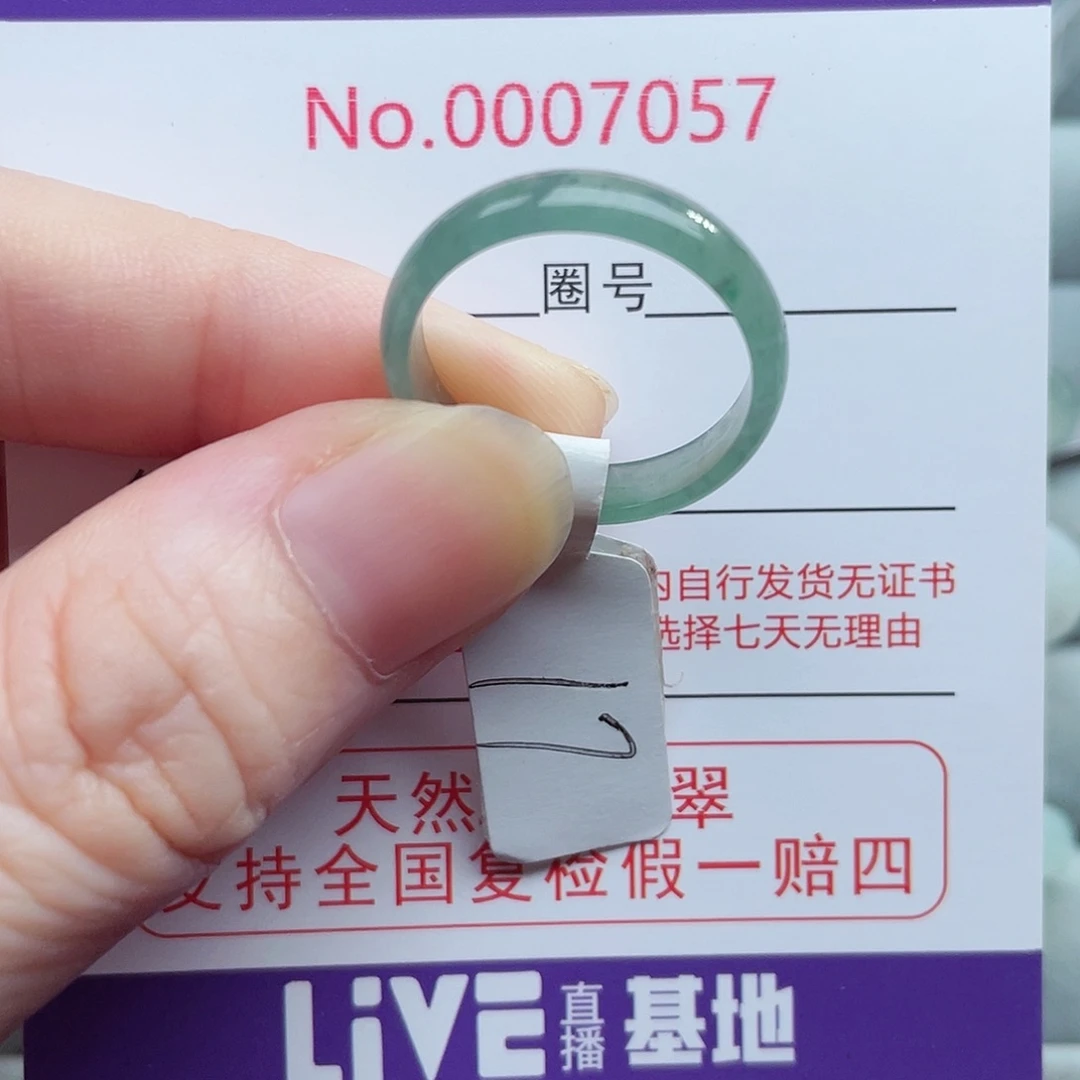 No.0007057
圈号
内自行发货无证书
选择七天无理由
天然 翠
支持全国复检假一赔四
LiVE 直播 基地